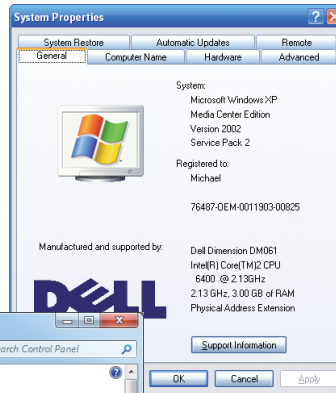 System Properties
System Restore Automatic Updates Remote
General Computer Name Hardware Advanced
System:
Microsoft Windows XP
Media Center Edition
Version 2002
Service Pack 2
Registered to:
Michael
76487-OEM-0011903-00825
Manufactured and supported by:
Dell Dimension DM061
Intel(R) Core(TM)2 CPU
6400 @ 2.13GHz
2.13 GHz, 3.00 GB of RAM
Physical Address Extension
DELL
Support Information
arch Control Panel
OK Cancel Apply